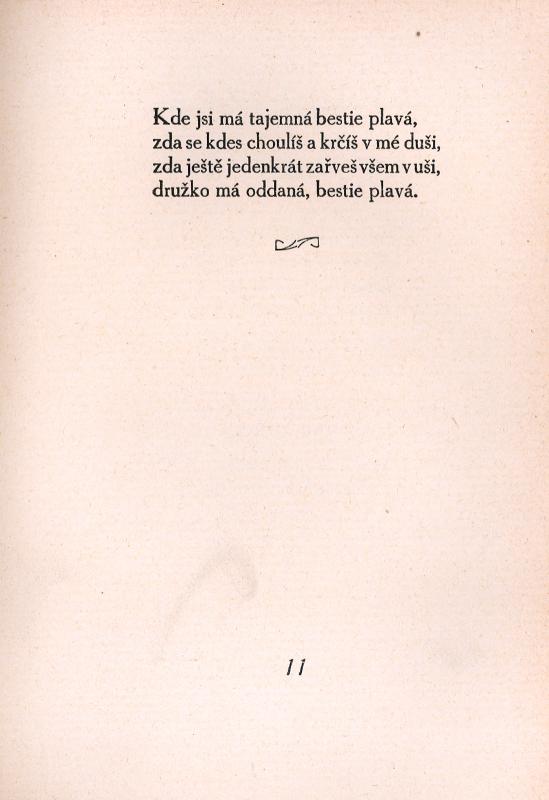 Kde jsi má tajemná bestie plavá,
zda se kdes choulíš a krčíš v mé duši,
zda ještě jedenkrát zařveš všem v uši,
družko má oddaná, bestie plavá.
11